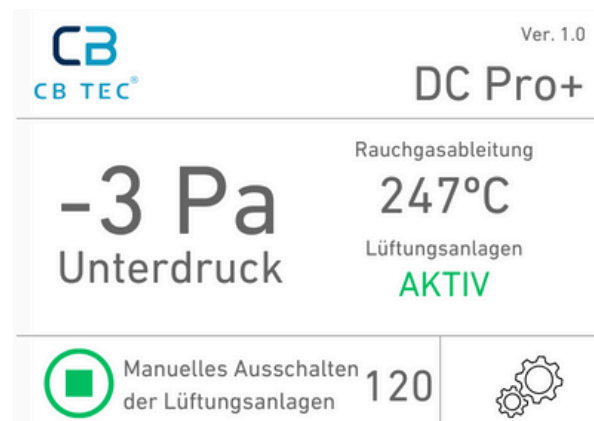 CB
CB TEC®
Ver. 1.0
DC Pro+
-3 Pa
Unterdruck
Rauchgasableitung
247°C
Lüftungsanlagen
AKTIV
Manuelles Ausschalten
der Lüftungsanlagen
120